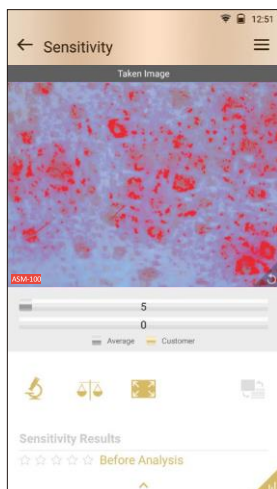 12:51
Sensitivity
Taken Image
ASM-100
5
0
Average Customer
Sensitivity Results
Before Analysis